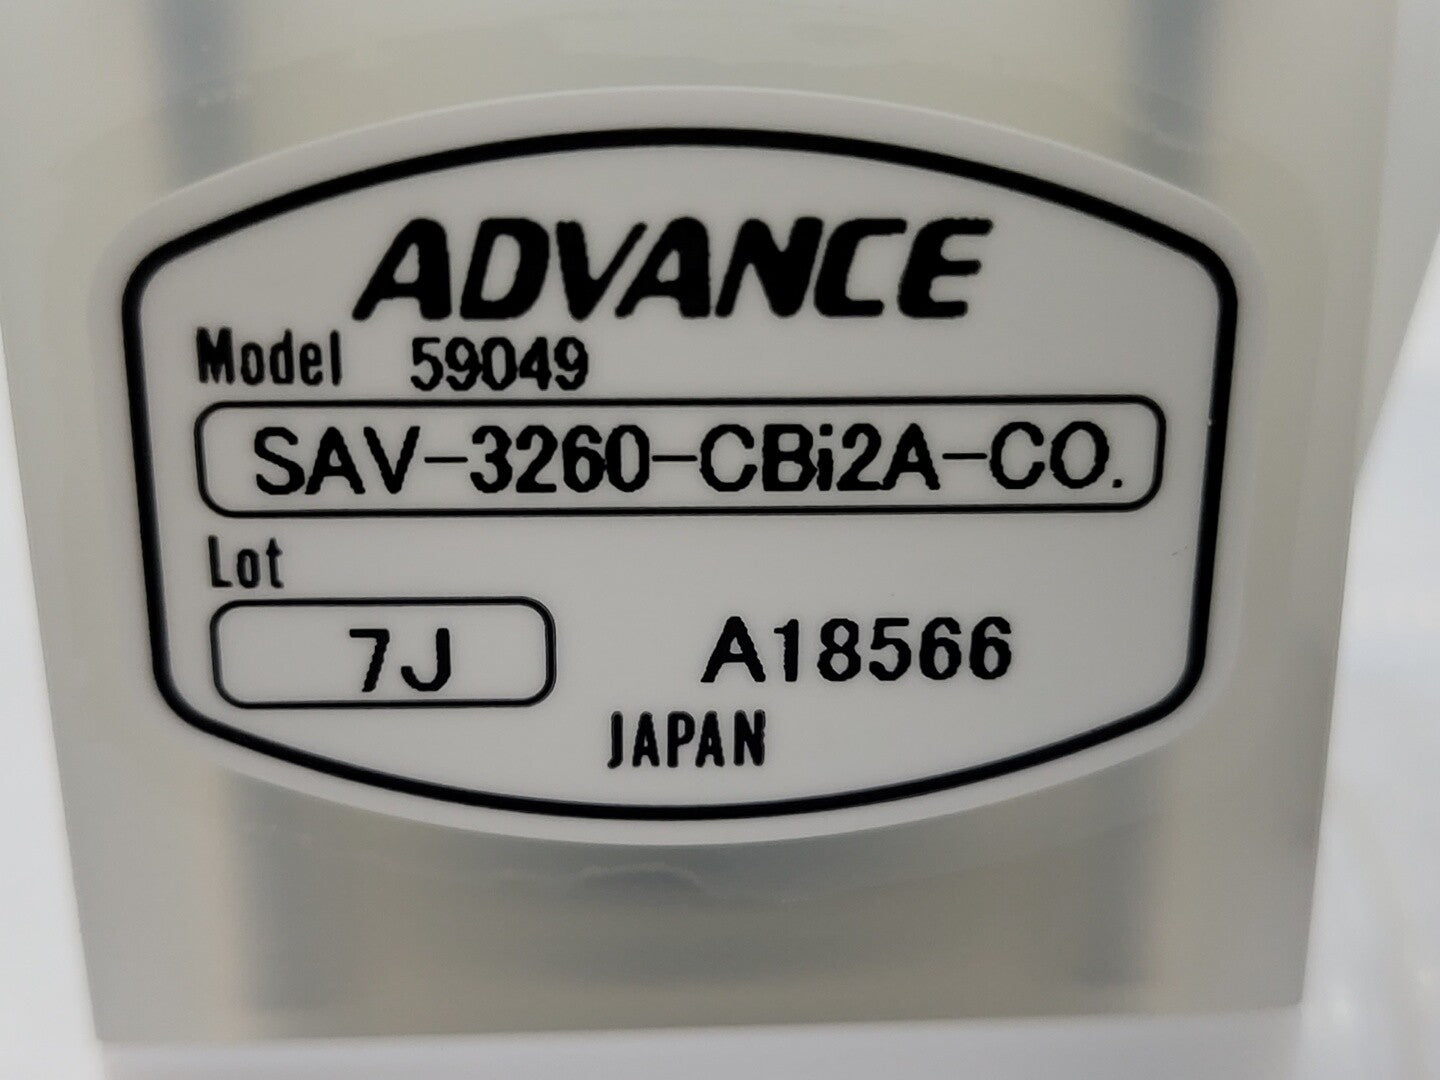 ADVANCE
Model 59049
SAV-3260-CBi2A-CO.
Lot
7J A18566
JAPAN